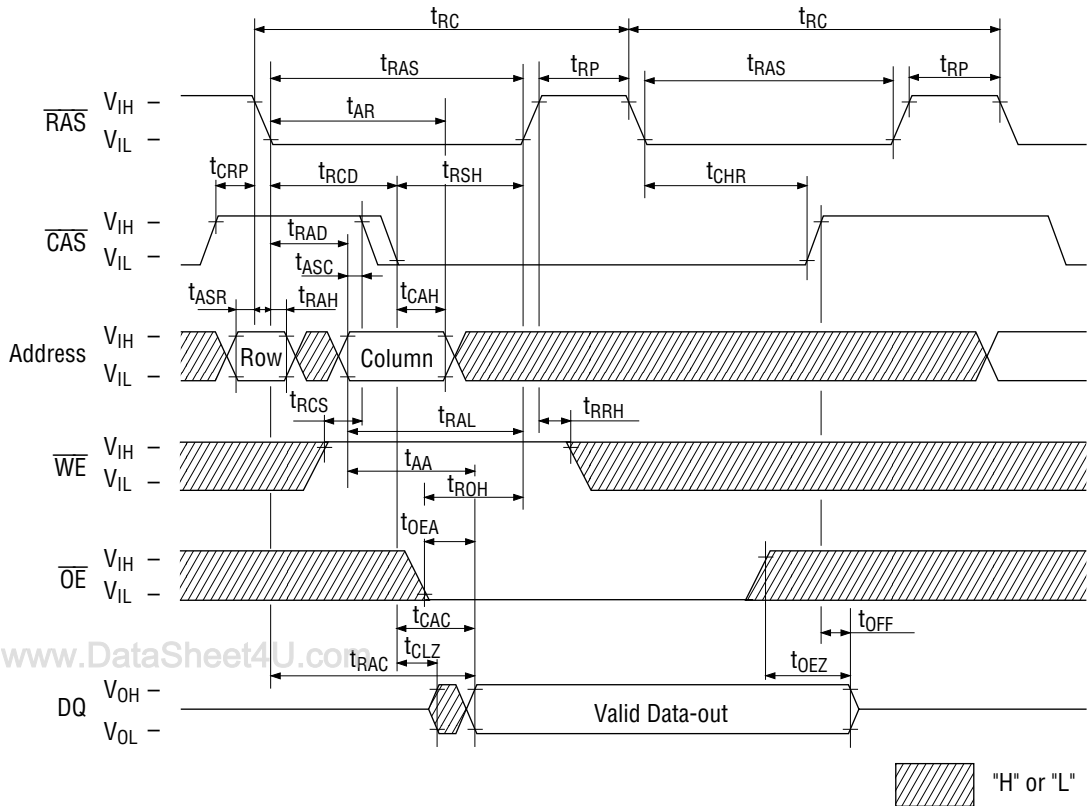 tRC tRC
tRAS tRP tRAS tRP
RAS VIH
VIL
tAR
tCRP tRCD tRSH tCHR
CAS VIH
VIL
tRAD
tASC
tASR tRAH tCAH
Address VIH
VIL
Row Column
tRCS tRAL tRRH
WE VIH
VIL
tAA
tROH
tOEA
OE VIH
VIL
tCAC tOFF
www.DataSheet4U.com
tCLZ
tRAC tOEZ
DQ VOH
VOL
Valid Data-out
"H" or "L"